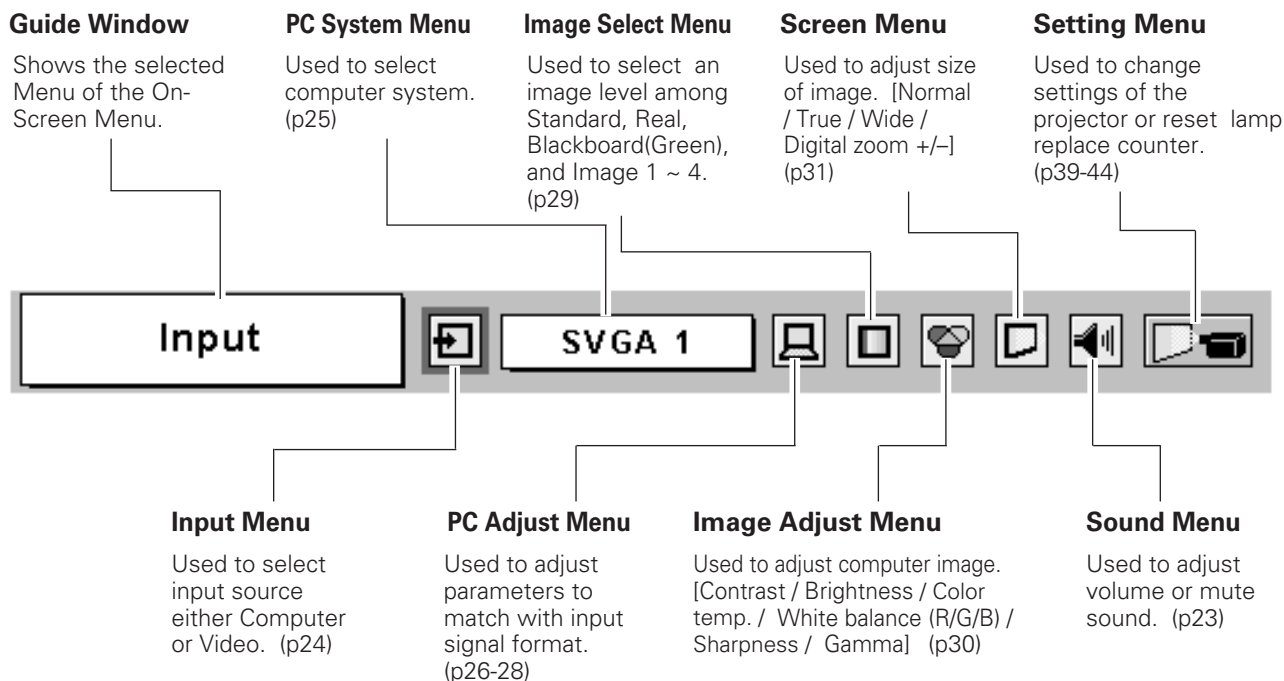 Guide Window
Shows the selected
Menu of the On-
Screen Menu.
PC System Menu
Used to select
computer system.
(p25)
Image Select Menu
Used to select an
image level among
Standard, Real,
Blackboard(Green),
and Image 1 ~ 4.
(p29)
Screen Menu
Used to adjust size
of image. [Normal
/ True / Wide /
Digital zoom +/–]
(p31)
Setting Menu
Used to change
settings of the
projector or reset lamp
replace counter.
(p39-44)
Input
SVGA 1
Input Menu
Used to select
input source
either Computer
or Video. (p24)
PC Adjust Menu
Used to adjust
parameters to
match with input
signal format.
(p26-28)
Image Adjust Menu
Used to adjust computer image.
[Contrast / Brightness / Color
temp. / White balance (R/G/B) /
Sharpness / Gamma] (p30)
Sound Menu
Used to adjust
volume or mute
sound. (p23)